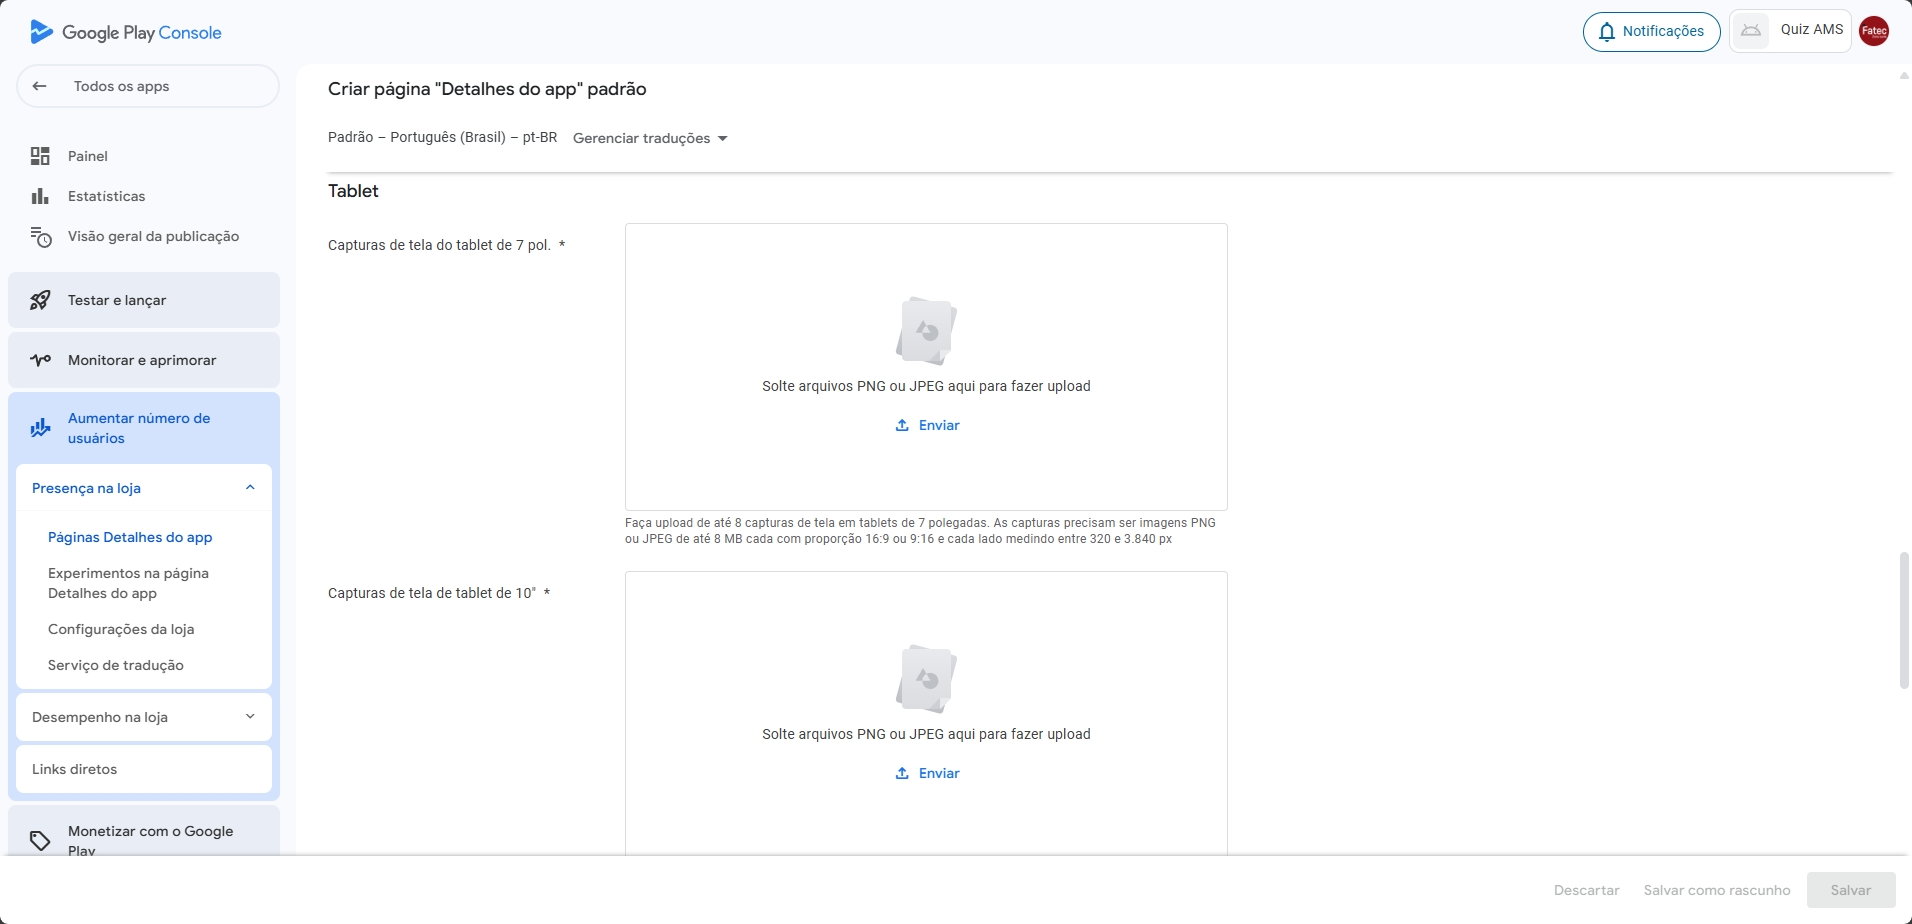 Google Play Console
Notificações
Quiz AMS
Fatec
Todos os apps
Painel
Estatísticas
Visão geral da publicação
Testar e lançar
Monitorar e aprimorar
Aumentar número de
usuários
Presença na loja
Páginas Detalhes do app
Experimentos na página
Detalhes do app
Configurações da loja
Serviço de tradução
Desempenho na loja
Links diretos
Monetizar com o Google
Play
Criar página "Detalhes do app" padrão
Padrão – Português (Brasil) – pt-BR Gerenciar traduções
Tablet
Capturas de tela do tablet de 7 pol. *
Solte arquivos PNG ou JPEG aqui para fazer upload
Enviar
Faça upload de até 8 capturas de tela em tablets de 7 polegadas. As capturas precisam ser imagens PNG
ou JPEG de até 8 MB cada com proporção 16:9 ou 9:16 e cada lado medindo entre 320 e 3.840 px
Capturas de tela de tablet de 10" *
Solte arquivos PNG ou JPEG aqui para fazer upload
Enviar
Descartar
Salvar como rascunho
Salvar